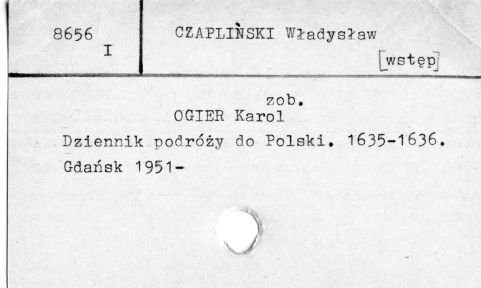 8656
I
CZAPLIŃSKI Władysław
[wstęp]
zob.
OGIER Karol
Dziennik podróży do Polski. 1635-1636.
Gdańsk 1951-